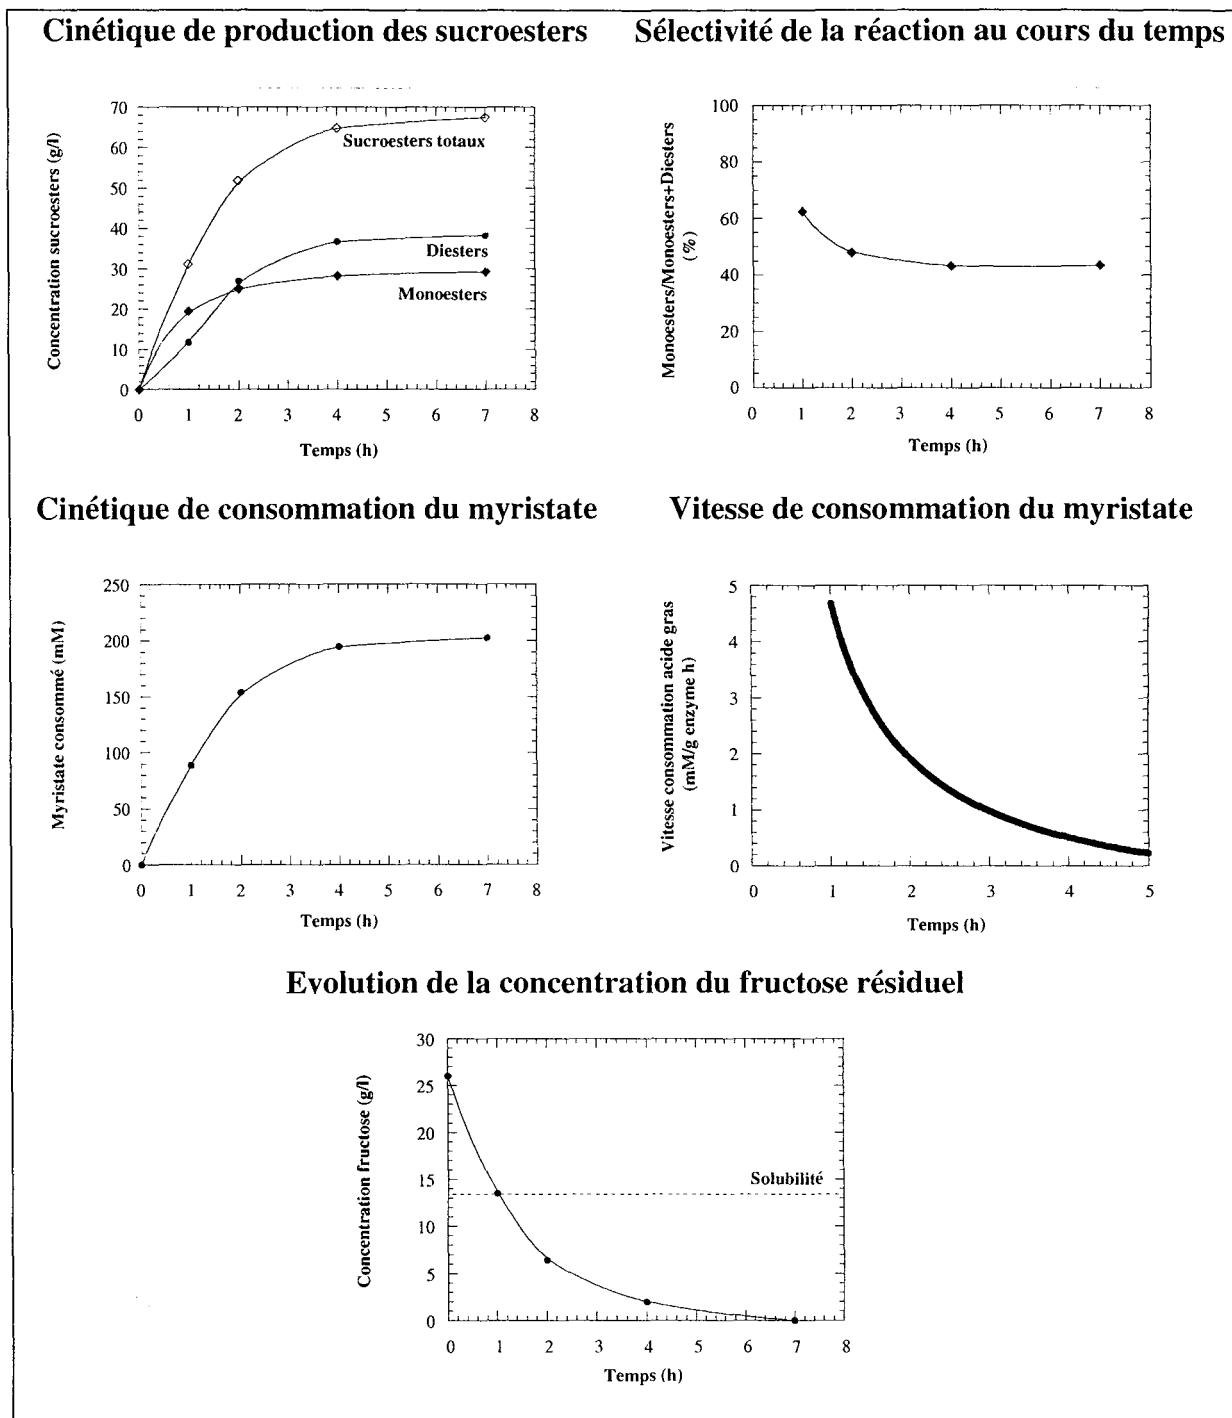 Cinétique de production des sucroesters
Sélectivité de la réaction au cours du temps
Concentration sucroesters (g/l)
70
60
50
40
30
20
10
0
Sucroesters totaux
Diesters
Monoesters
0 1 2 3 4 5 6 7 8
Temps (h)
Monoesters/Monoesters+Diesters
(%)
100
80
60
40
20
0
0 1 2 3 4 5 6 7 8
Temps (h)
Cinétique de consommation du myristate
Vitesse de consommation du myristate
Myristate consommé (mM)
250
200
150
100
50
0
0 1 2 3 4 5 6 7 8
Temps (h)
Vitesse consommation acide gras
(mM/g enzyme h)
5
4
3
2
1
0
0 1 2 3 4 5
Temps (h)
Evolution de la concentration du fructose résiduel
Concentration fructose (g/l)
30
25
20
15
10
5
0
Solubilité
0 1 2 3 4 5 6 7 8
Temps (h)